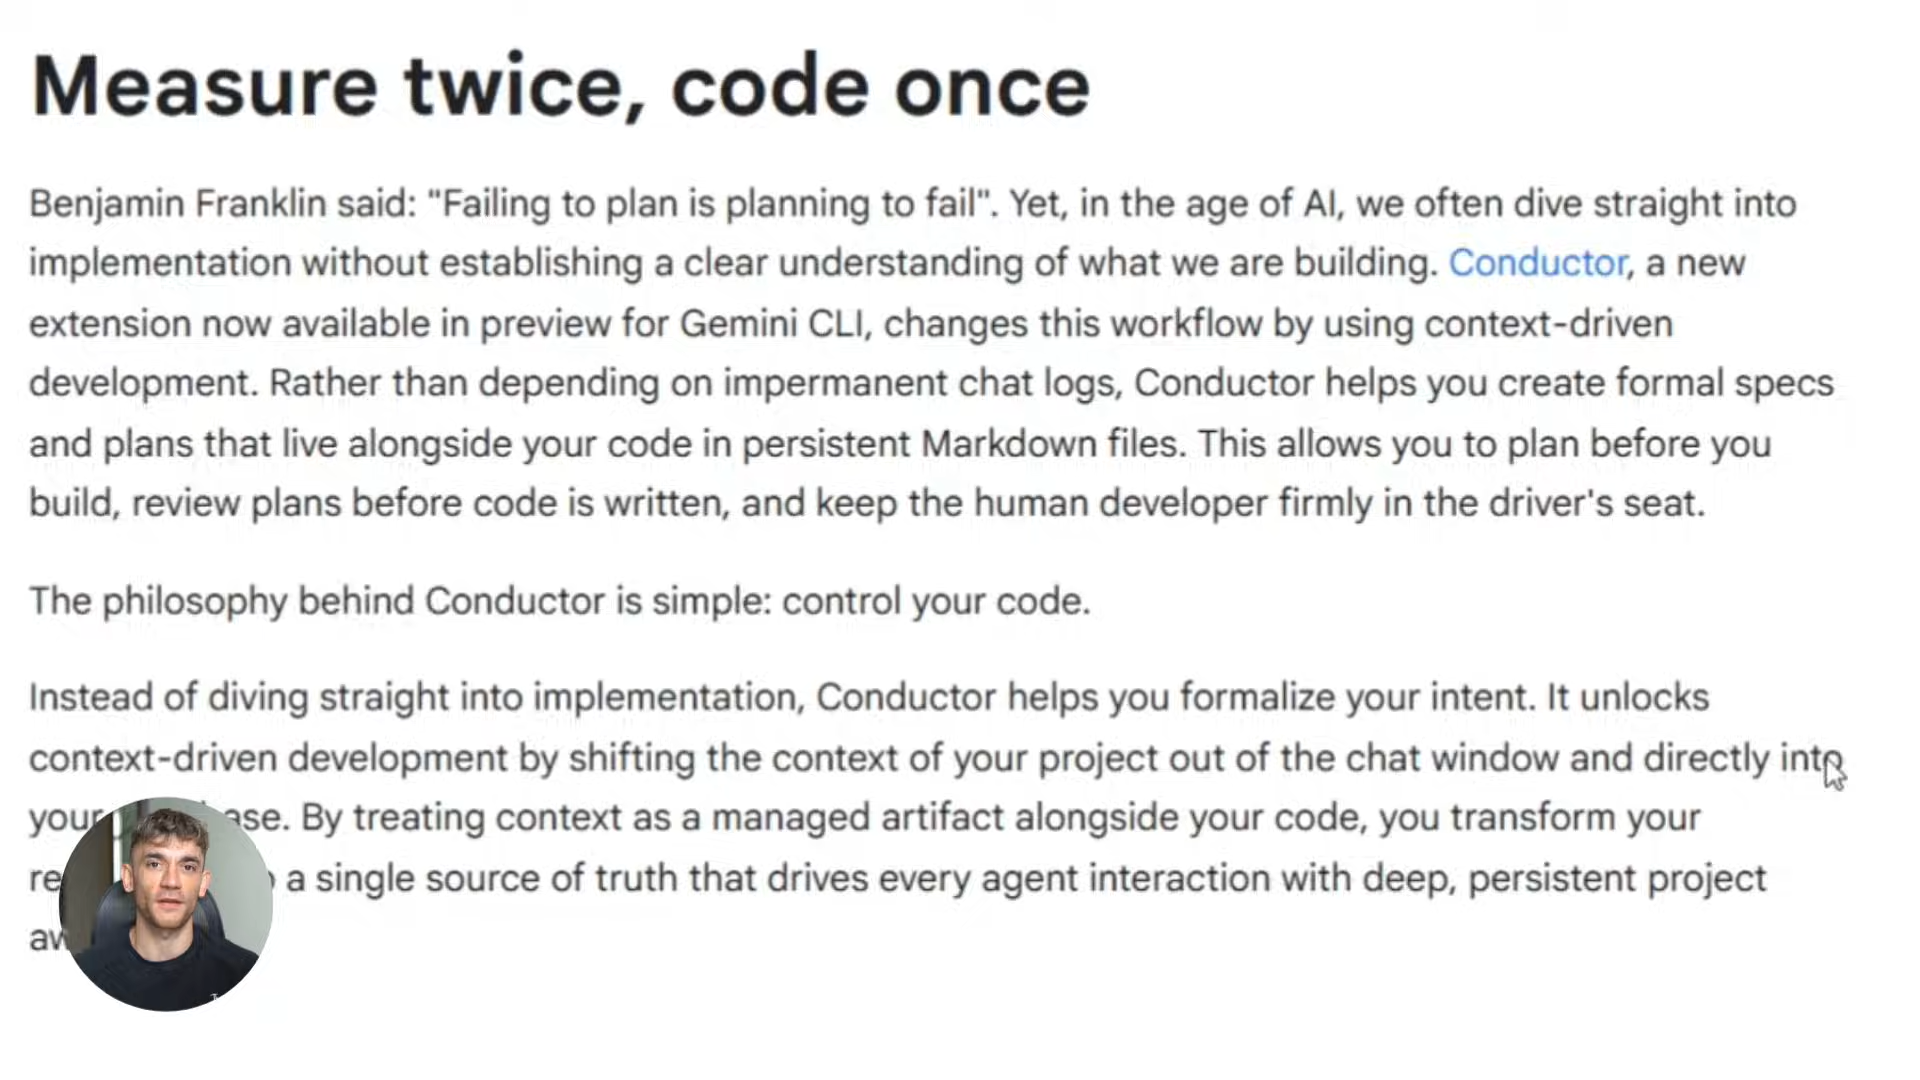 Measure twice, code once
Benjamin Franklin said: "Failing to plan is planning to fail". Yet, in the age of AI, we often dive straight into
implementation without establishing a clear understanding of what we are building. Conductor, a new
extension now available in preview for Gemini CLI, changes this workflow by using context-driven
development. Rather than depending on impermanent chat logs, Conductor helps you create formal specs
and plans that live alongside your code in persistent Markdown files. This allows you to plan before you
build, review plans before code is written, and keep the human developer firmly in the driver's seat.
The philosophy behind Conductor is simple: control your code.
Instead of diving straight into implementation, Conductor helps you formalize your intent. It unlocks
context-driven development by shifting the context of your project out of the chat window and directly into
your By treating context as a managed artifact alongside your code, you transform your
a single source of truth that drives every agent interaction with deep, persistent project